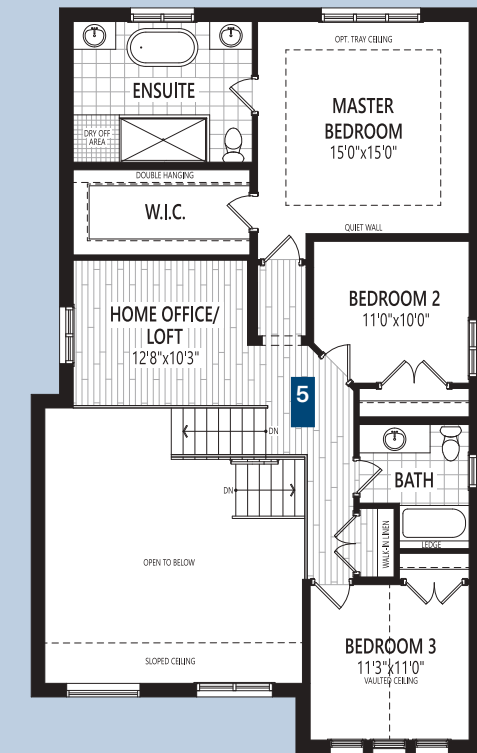 OPT. TRAY CEILING
ENSUITE
MASTER
BEDROOM
15'0"x15'0"
DRY OFF
AREA
DOUBLE HANGING
W.I.C.
QUIET WALL
HOME OFFICE/
LOFT
12'8"x10'3"
BEDROOM 2
11'0"x10'0"
5
DN
DN
BATH
LEDGE
WALK-IN LINEN
OPEN TO BELOW
SLOPED CEILING
BEDROOM 3
11'3"x11'0"
VAULTED CEILING